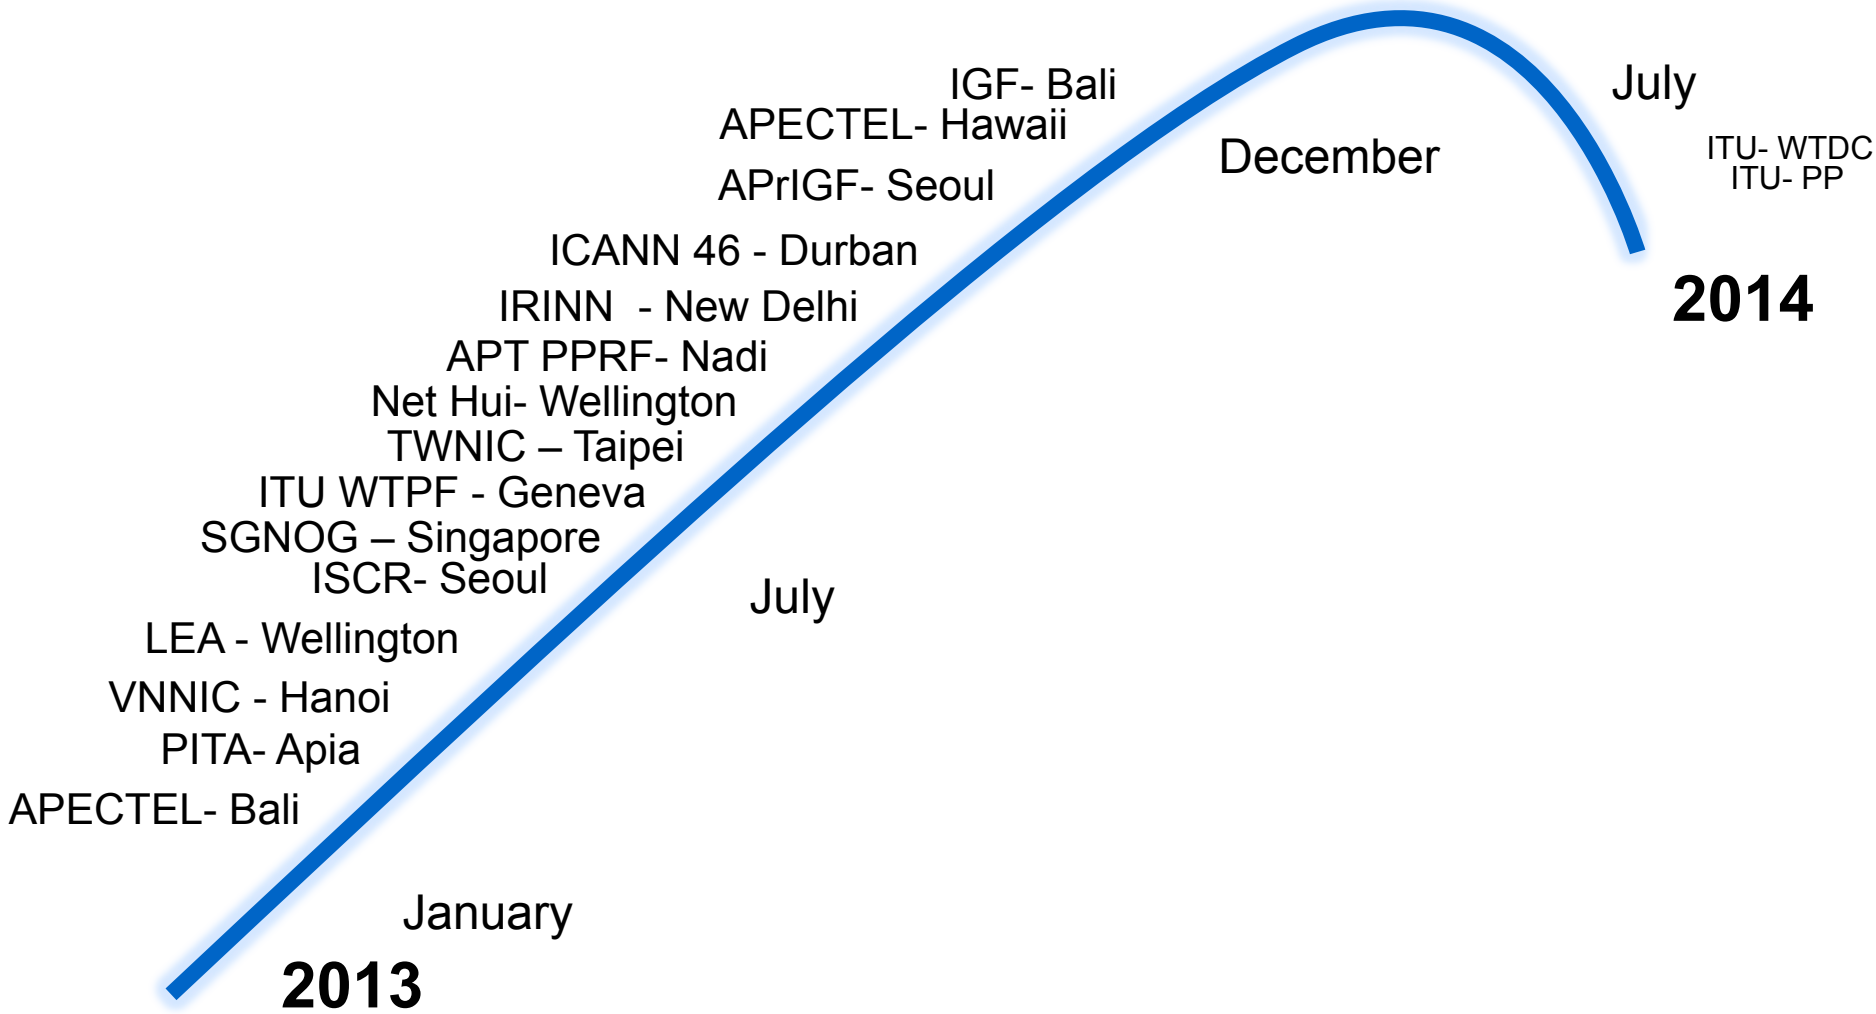 IGF- Bali
July
APECTEL- Hawaii
December
ITU- WTDC
ITU- PP
APrIGF- Seoul
ICANN 46 - Durban
2014
IRINN  - New Delhi
APT PPRF- Nadi
Net Hui- Wellington
TWNIC – Taipei
ITU WTPF - Geneva
SGNOG – Singapore
ISCR- Seoul
July
LEA - Wellington
VNNIC - Hanoi
PITA- Apia
APECTEL- Bali
January
2013